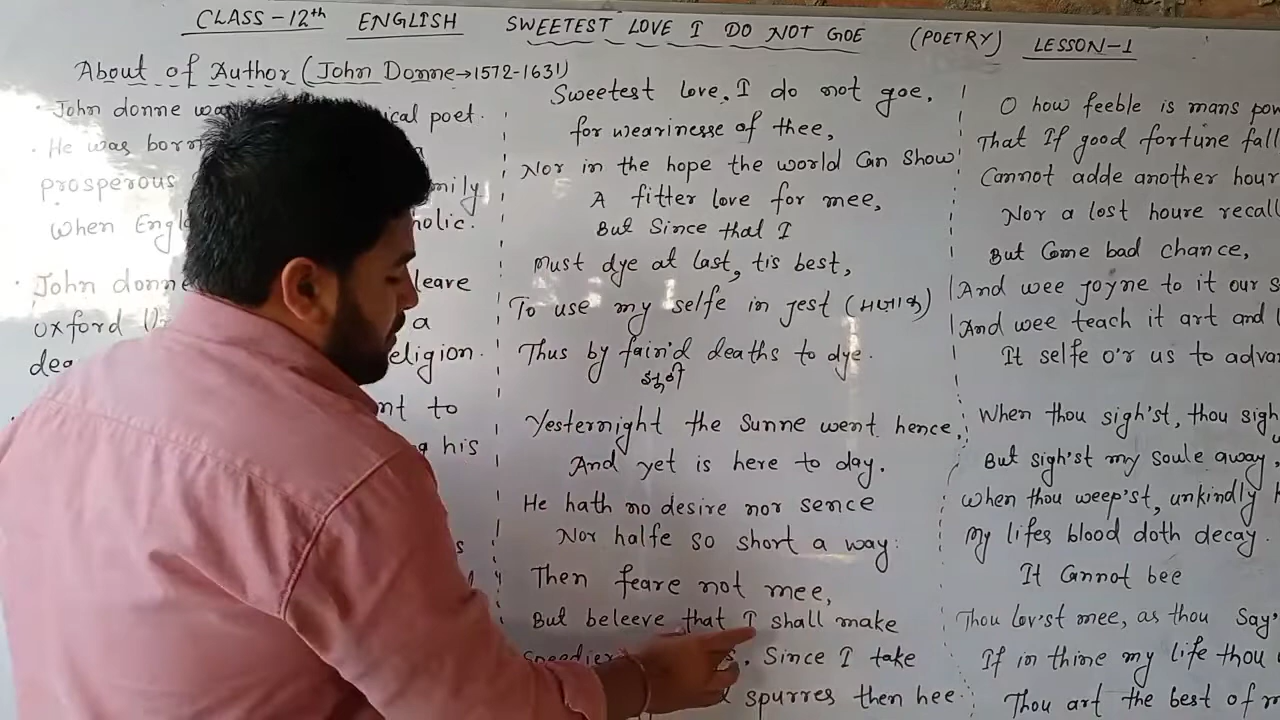 CLASS-12th ENGLISH SWEETEST LOVE I DO NOT GOE (POETRY) LESSON-1
About of Author (John Donne→1572-1631)
· John donne was ical poet.
· He was born
prosperous mily
when Engl holic.
· John donne leave
oxford a
eligion.
nt to
his
Sweetest love, I do not goe,
for wearinesse of thee,
Nor in the hope the world Can Show
A fitter love for mee,
But Since that I
Must dye at last, tis best,
To use my selfe in jest (मजाक)
Thus by fain'd deaths to dye.
Yesternight the Sunne went hence,
And yet is here to day.
He hath no desire nor sence
Nor halfe so short a way:
Then feare not mee,
But beleeve that I shall make
Speedier . Since I take
spurres then hee.
O how feeble is mans pow
That If good fortune fall
Cannot adde another hour
Nor a lost houre recall
But Come bad chance,
And wee joyne to it our s
And wee teach it art and
It selfe o'r us to advan
When thou sigh'st, thou sigh
But sigh'st my soule away,
When thou weep'st, unkindly
My lifes blood doth decay.
It Cannot bee
Thou lov'st mee, as thou Say
If in thine my life thou
Thou art the best of m